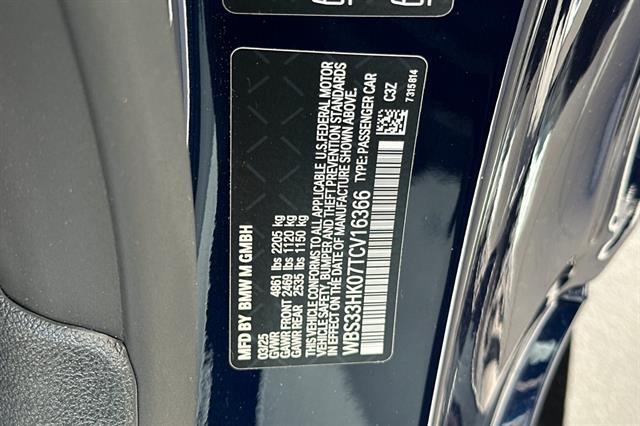 MFD BY BMW M GMBH
03/25
GVWR 4861 lbs 2205 kg
GAWR FRONT 2469 lbs 1120 kg
GAWR REAR 2535 lbs 1150 kg
THIS VEHICLE CONFORMS TO ALL APPLICABLE U.S. FEDERAL MOTOR
VEHICLE SAFETY, BUMPER AND THEFT PREVENTION STANDARDS
IN EFFECT ON THE DATE OF MANUFACTURE SHOWN ABOVE.
WBS33HK07TCV16366 TYPE: PASSENGER CAR
C3Z
7315814